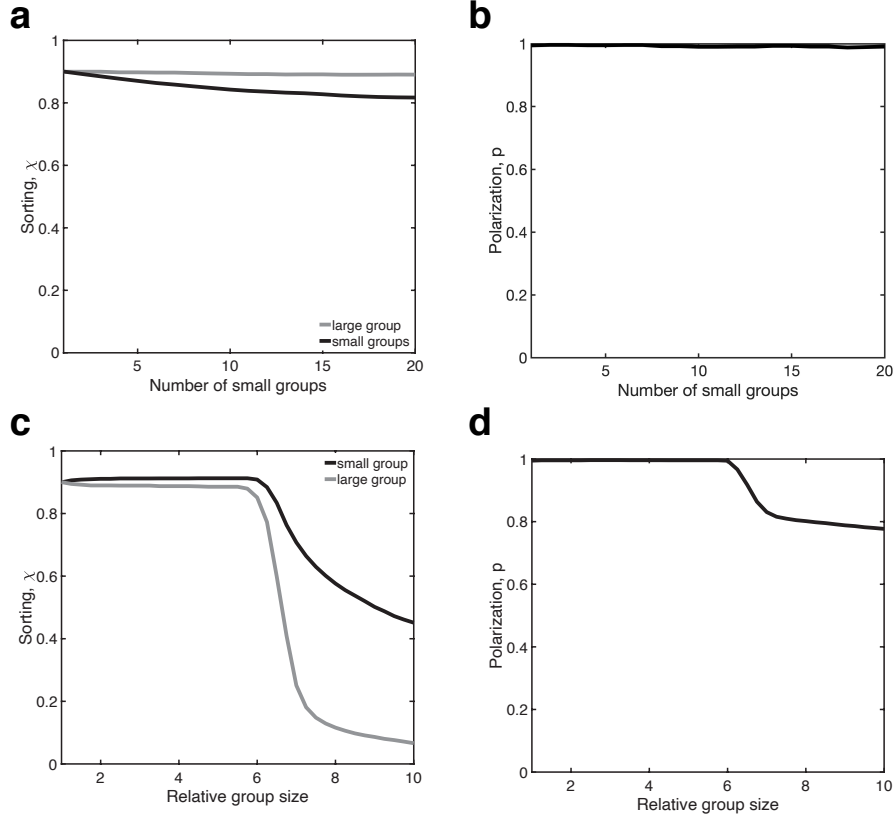 a
1
0.8
0.6
0.4
0.2
0
Sorting, χ
large group
small groups
5
10
15
20
Number of small groups
b
1
0.8
0.6
0.4
0.2
0
Polarization, p
5
10
15
20
Number of small groups
c
1
0.8
0.6
0.4
0.2
0
Sorting, χ
small group
large group
2
4
6
8
10
Relative group size
d
1
0.8
0.6
0.4
0.2
0
Polarization, p
2
4
6
8
10
Relative group size